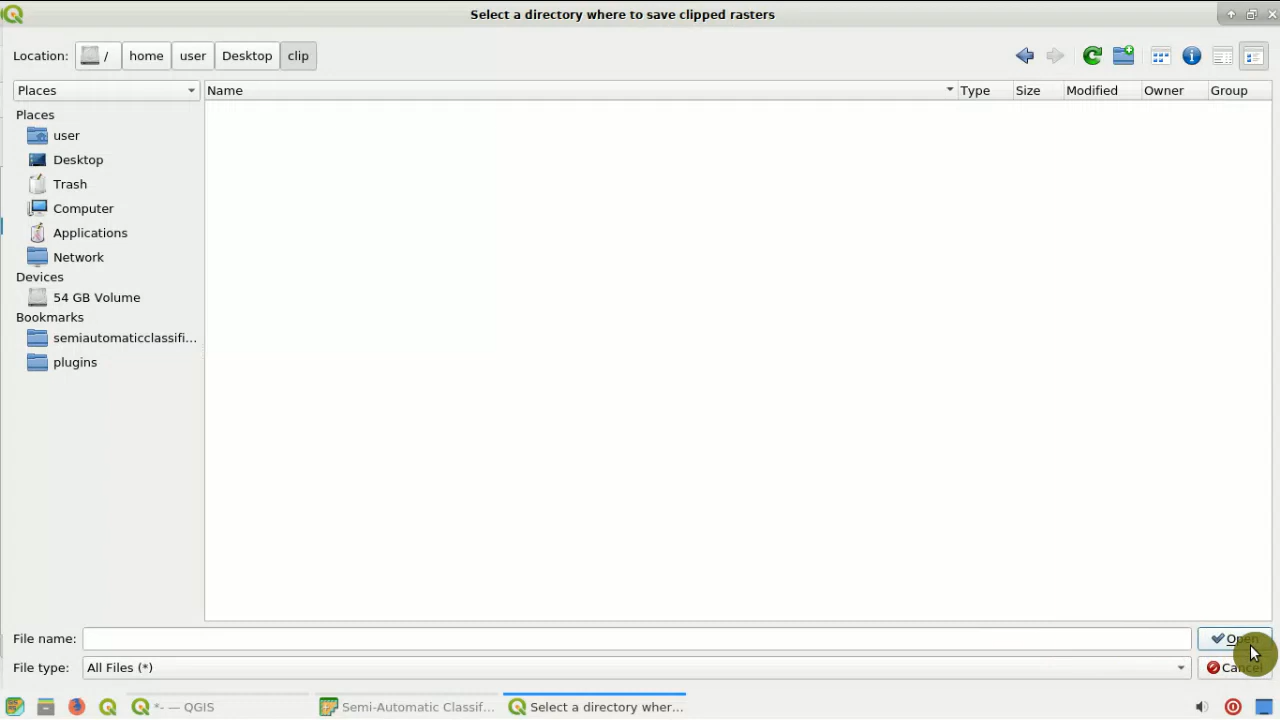 Select a directory where to save clipped rasters
Location: / home user Desktop clip
Places Name Type Size Modified Owner Group
Places
user
Desktop
Trash
Computer
Applications
Network
Devices
54 GB Volume
Bookmarks
semiautomaticclassifi...
plugins
File name: Open
File type: All Files (*) Cancel
*- — QGIS Semi-Automatic Classif... Select a directory wher...